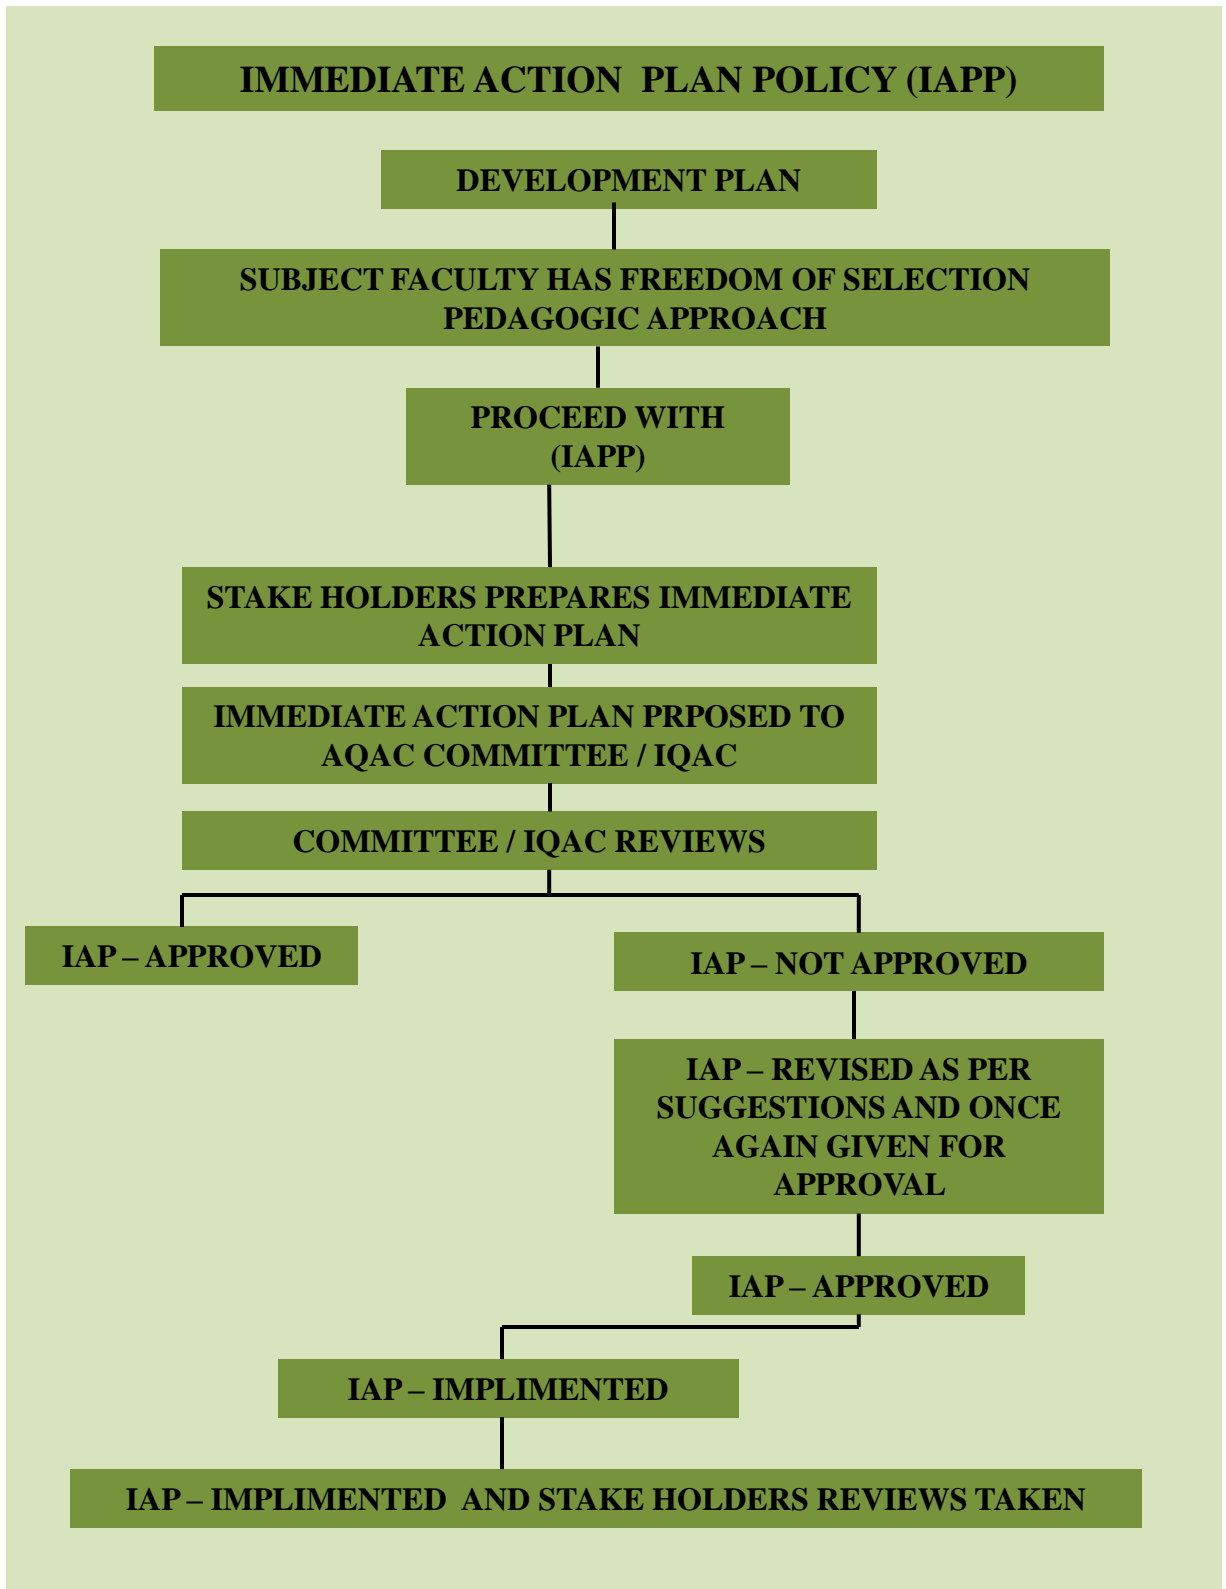 IMMEDIATE ACTION PLAN POLICY (IAPP)
DEVELOPMENT PLAN
SUBJECT FACULTY HAS FREEDOM OF SELECTION
PEDAGOGIC APPROACH
PROCEED WITH
(IAPP)
STAKE HOLDERS PREPARES IMMEDIATE
ACTION PLAN
IMMEDIATE ACTION PLAN PRPOSED TO
AQAC COMMITTEE / IQAC
COMMITTEE / IQAC REVIEWS
IAP – APPROVED
IAP – NOT APPROVED
IAP – REVISED AS PER
SUGGESTIONS AND ONCE
AGAIN GIVEN FOR
APPROVAL
IAP – APPROVED
IAP – IMPLIMENTED
IAP – IMPLIMENTED AND STAKE HOLDERS REVIEWS TAKEN